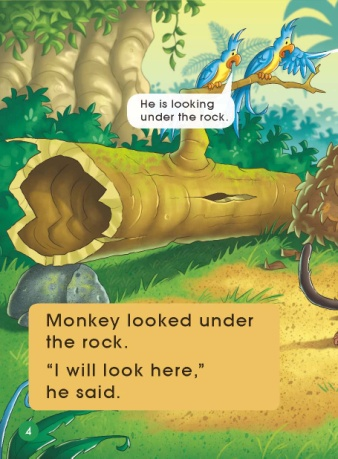 He is looking
under the rock.
Monkey looked under
the rock.
“I will look here,”
he said.
4